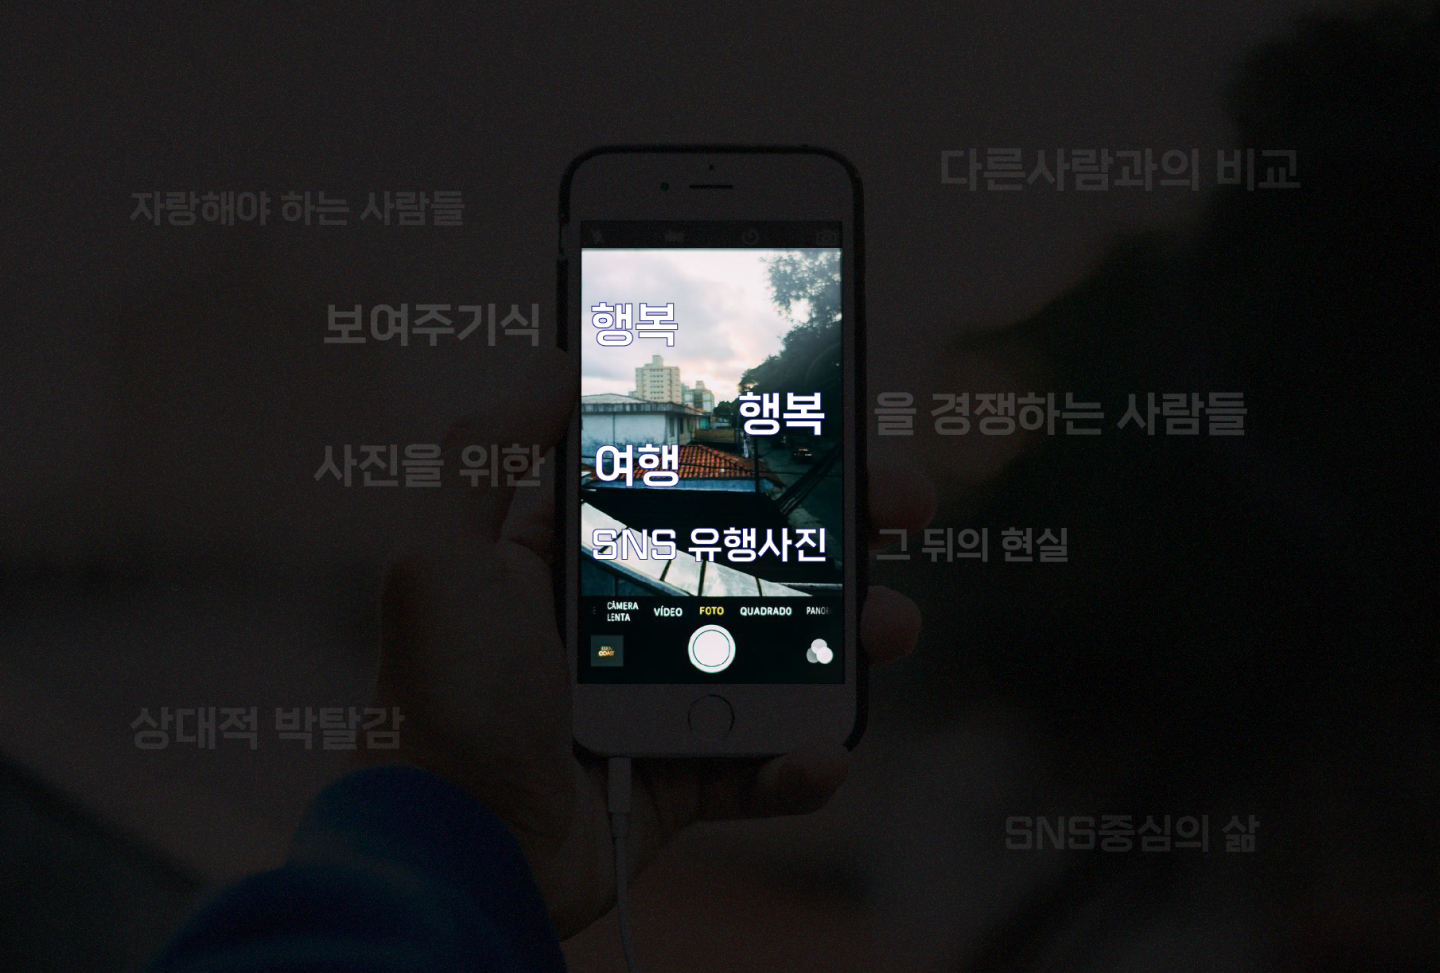 다른사람과의 비교
자랑해야 하는 사람들
보여주기식 행복
행복을 경쟁하는 사람들
사진을 위한 여행
SNS 유행사진 그 뒤의 현실
CÂMERA LENTA VÍDEO FOTO QUADRADO PANO
상대적 박탈감
SNS중심의 삶